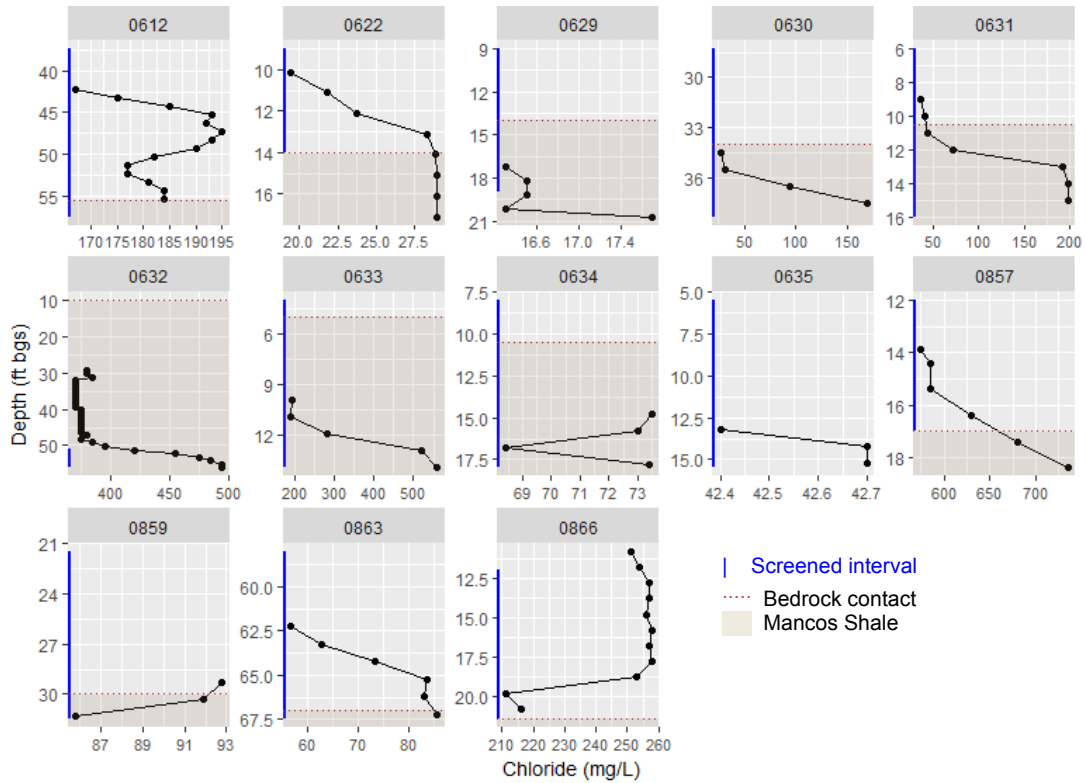 0612 0622 0629 0630 0631
40 45 50 55
170 175 180 185 190 195
10 12 14 16
20.0 22.5 25.0 27.5
9 12 15 18 21
16.6 17.0 17.4
30 33 36
50 100 150
6 8 10 12 14 16
50 100 150 200
0632 0633 0634 0635 0857
Depth (ft bgs)
10 20 30 40 50
400 450 500
6 9 12
200 300 400 500
7.5 10.0 12.5 15.0 17.5
69 70 71 72 73
5.0 7.5 10.0 12.5 15.0
42.4 42.5 42.6 42.7
12 14 16 18
600 650 700
0859 0863 0866
21 24 27 30
87 89 91 93
60.0 62.5 65.0 67.5
60 70 80
12.5 15.0 17.5 20.0
210 220 230 240 250 260
Chloride (mg/L)
Screened interval
Bedrock contact
Mancos Shale